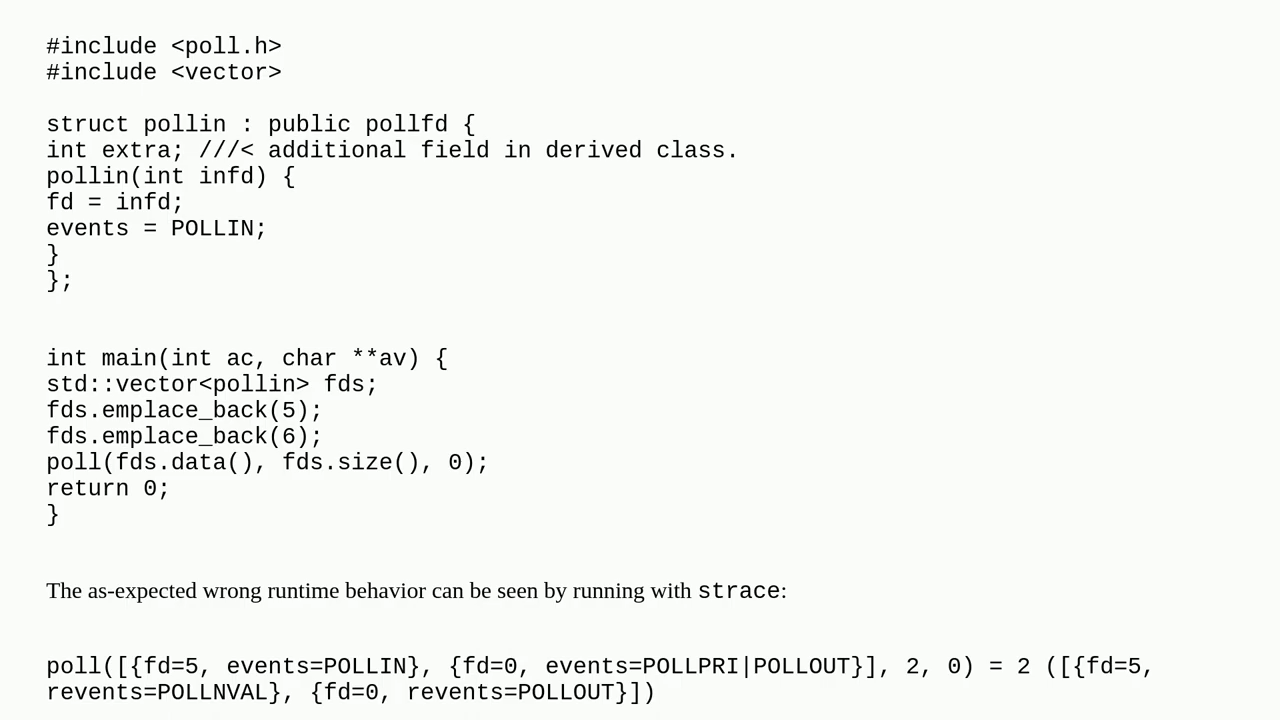 #include <poll.h>
#include <vector>
struct pollin : public pollfd {
int extra; ///< additional field in derived class.
pollin(int infd) {
fd = infd;
events = POLLIN;
}
};
int main(int ac, char **av) {
std::vector<pollin> fds;
fds.emplace_back(5);
fds.emplace_back(6);
poll(fds.data(), fds.size(), 0);
return 0;
}
The as-expected wrong runtime behavior can be seen by running with strace:
poll([{fd=5, events=POLLIN}, {fd=0, events=POLLPRI|POLLOUT}], 2, 0) = 2 ([{fd=5,
revents=POLLNVAL}, {fd=0, revents=POLLOUT}])